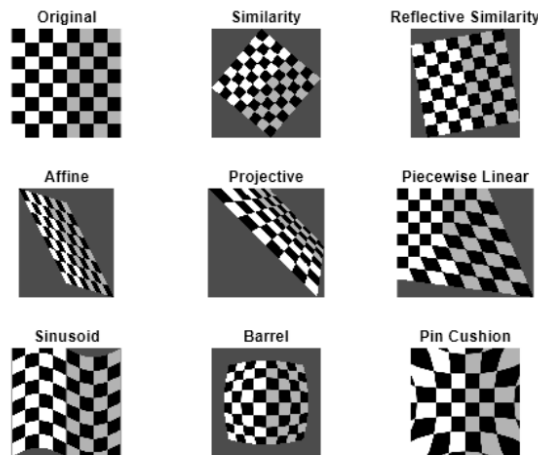 Original
Similarity
Reflective Similarity
Affine
Projective
Piecewise Linear
Sinusoid
Barrel
Pin Cushion